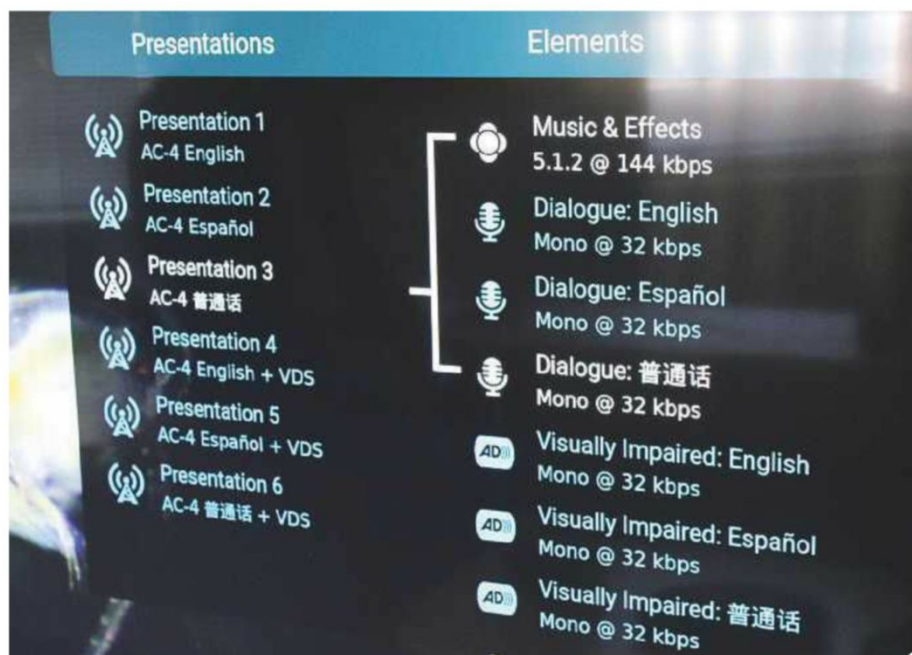 Presentations
Elements
Presentation 1
AC-4 English
Presentation 2
AC-4 Español
Presentation 3
AC-4 普通话
Presentation 4
AC-4 English + VDS
Presentation 5
AC-4 Español + VDS
Presentation 6
AC-4 普通话 + VDS
Music & Effects
5.1.2 @ 144 kbps
Dialogue: English
Mono @ 32 kbps
Dialogue: Español
Mono @ 32 kbps
Dialogue: 普通话
Mono @ 32 kbps
AD
Visually Impaired: English
Mono @ 32 kbps
AD
Visually Impaired: Español
Mono @ 32 kbps
AD
Visually Impaired: 普通话
Mono @ 32 kbps